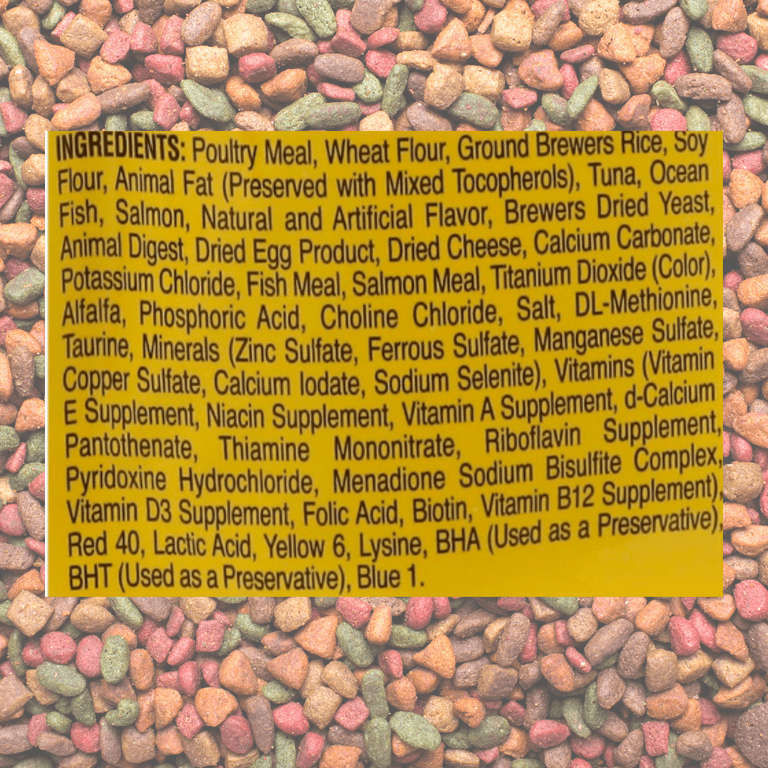 INGREDIENTS: Poultry Meal, Wheat Flour, Ground Brewers Rice, Soy
Flour, Animal Fat (Preserved with Mixed Tocopherols), Tuna, Ocean
Fish, Salmon, Natural and Artificial Flavor, Brewers Dried Yeast,
Animal Digest, Dried Egg Product, Dried Cheese, Calcium Carbonate,
Potassium Chloride, Fish Meal, Salmon Meal, Titanium Dioxide (Color),
Alfalfa, Phosphoric Acid, Choline Chloride, Salt, DL-Methionine,
Taurine, Minerals (Zinc Sulfate, Ferrous Sulfate, Manganese Sulfate,
Copper Sulfate, Calcium Iodate, Sodium Selenite), Vitamins (Vitamin
E Supplement, Niacin Supplement, Vitamin A Supplement, d-Calcium
Pantothenate, Thiamine Mononitrate, Riboflavin Supplement,
Pyridoxine Hydrochloride, Menadione Sodium Bisulfite Complex,
Vitamin D3 Supplement, Folic Acid, Biotin, Vitamin B12 Supplement),
Red 40, Lactic Acid, Yellow 6, Lysine, BHA (Used as a Preservative),
BHT (Used as a Preservative), Blue 1.